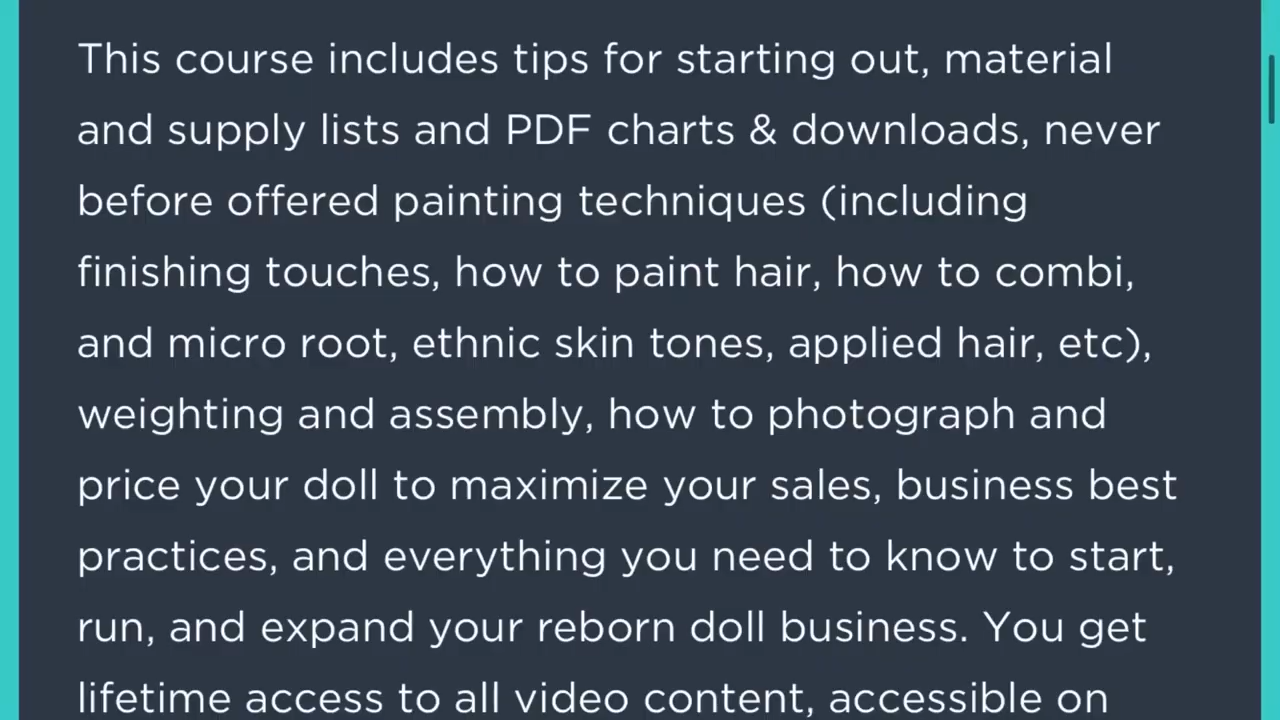 This course includes tips for starting out, material
and supply lists and PDF charts & downloads, never
before offered painting techniques (including
finishing touches, how to paint hair, how to combi,
and micro root, ethnic skin tones, applied hair, etc),
weighting and assembly, how to photograph and
price your doll to maximize your sales, business best
practices, and everything you need to know to start,
run, and expand your reborn doll business. You get
lifetime access to all video content, accessible on